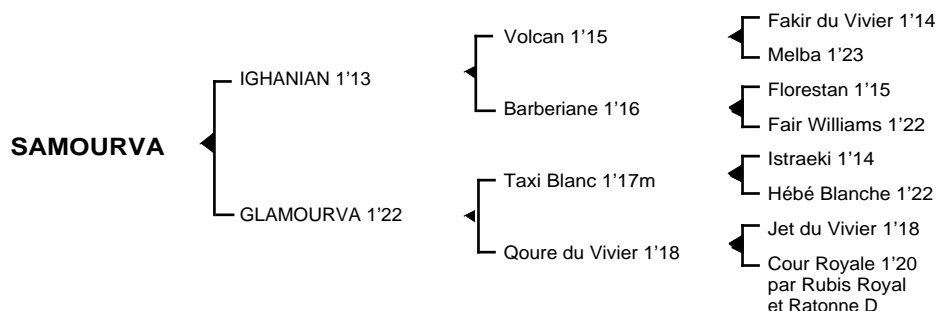 Fakir du Vivier 1'14
Volcan 1'15
Melba 1'23
IGHANIAN 1'13
Florestan 1'15
Barberiane 1'16
Fair Williams 1'22
SAMOURVA
Istraeki 1'14
Taxi Blanc 1'17m
Hébé Blanche 1'22
GLAMOURVA 1'22
Jet du Vivier 1'18
Qoure du Vivier 1'18
Cour Royale 1'20
par Rubis Royal
et Ratonne D